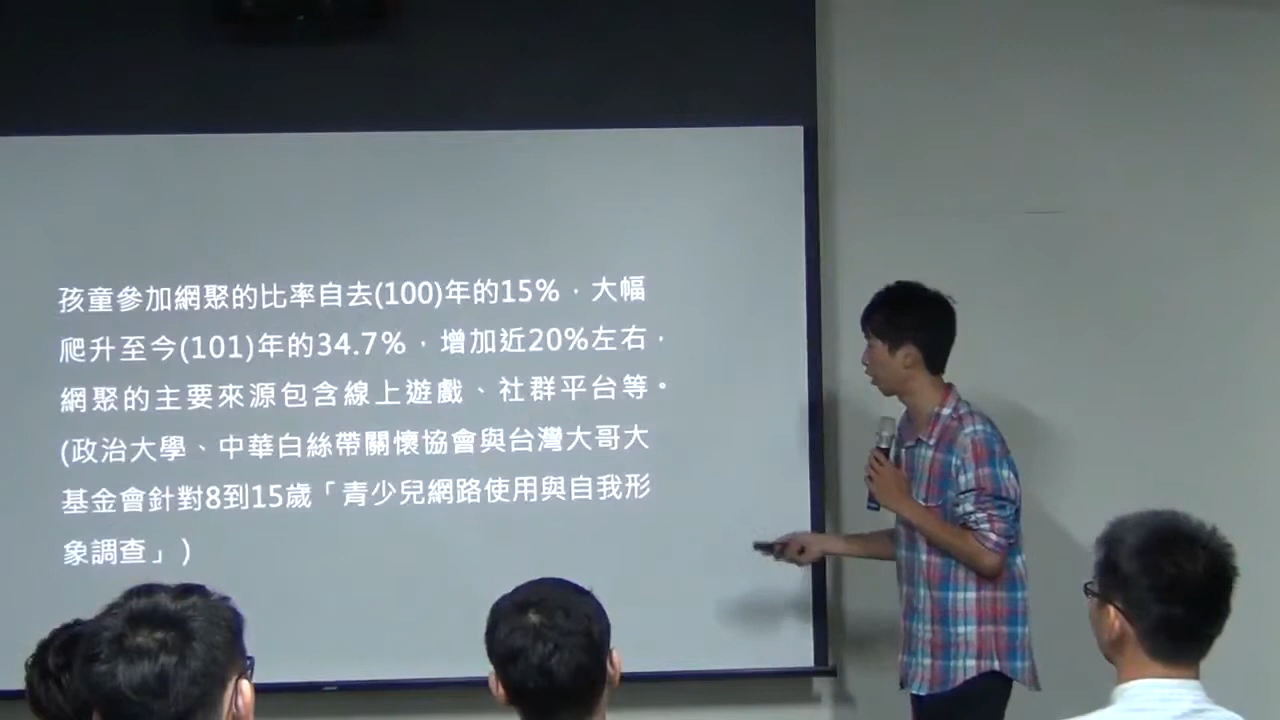 孩童參加網聚的比率自去(100)年的15%，大幅
爬升至今(101)年的34.7%，增加近20%左右，
網聚的主要來源包含線上遊戲、社群平台等。
(政治大學、中華白絲帶關懷協會與台灣大哥大
基金會針對8到15歲「青少兒網路使用與自我形
象調查」)